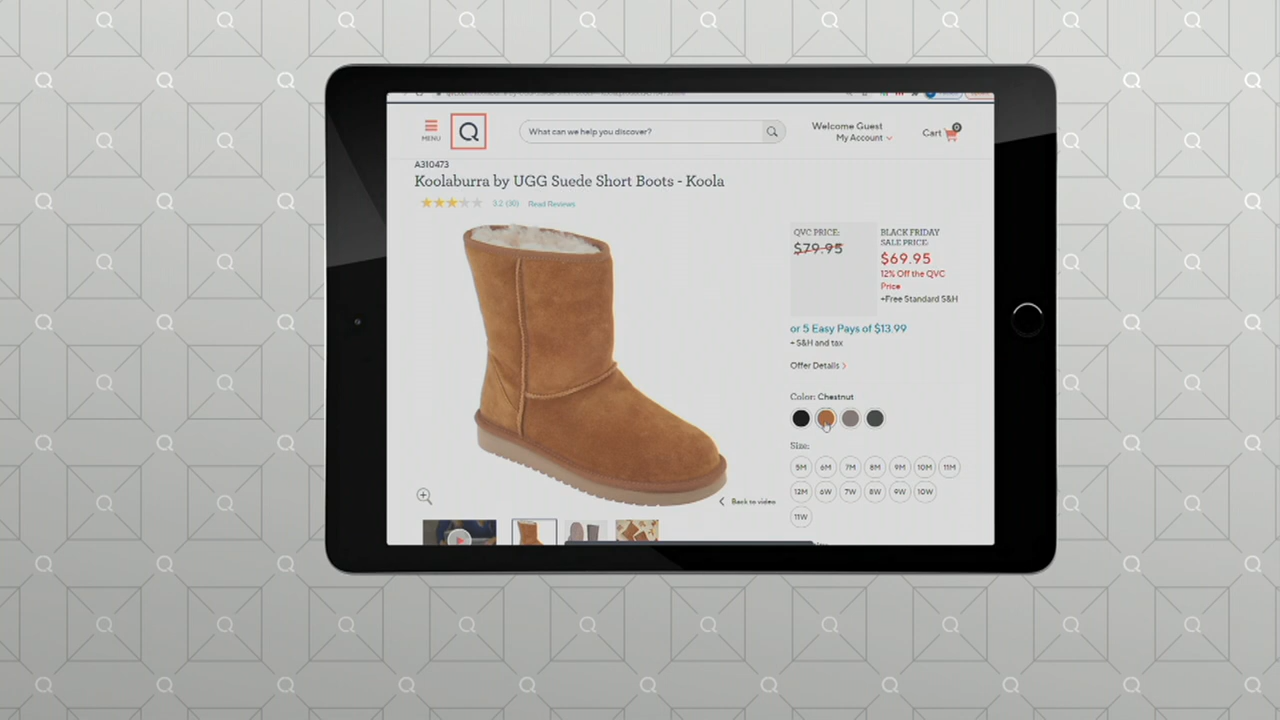 MENU
Q
What can we help you discover?
Welcome Guest
My Account
Cart
0
A310473
Koolaburra by UGG Suede Short Boots - Koola
3.2 (30) Read Reviews
QVC PRICE:
$79.95
BLACK FRIDAY
SALE PRICE:
$69.95
12% Off the QVC
Price
+Free Standard S&H
or 5 Easy Pays of $13.99
+ S&H and tax
Offer Details
Color: Chestnut
Size:
5M 6M 7M 8M 9M 10M 11M
12M 6W 7W 8W 9W 10W
11W
Back to video